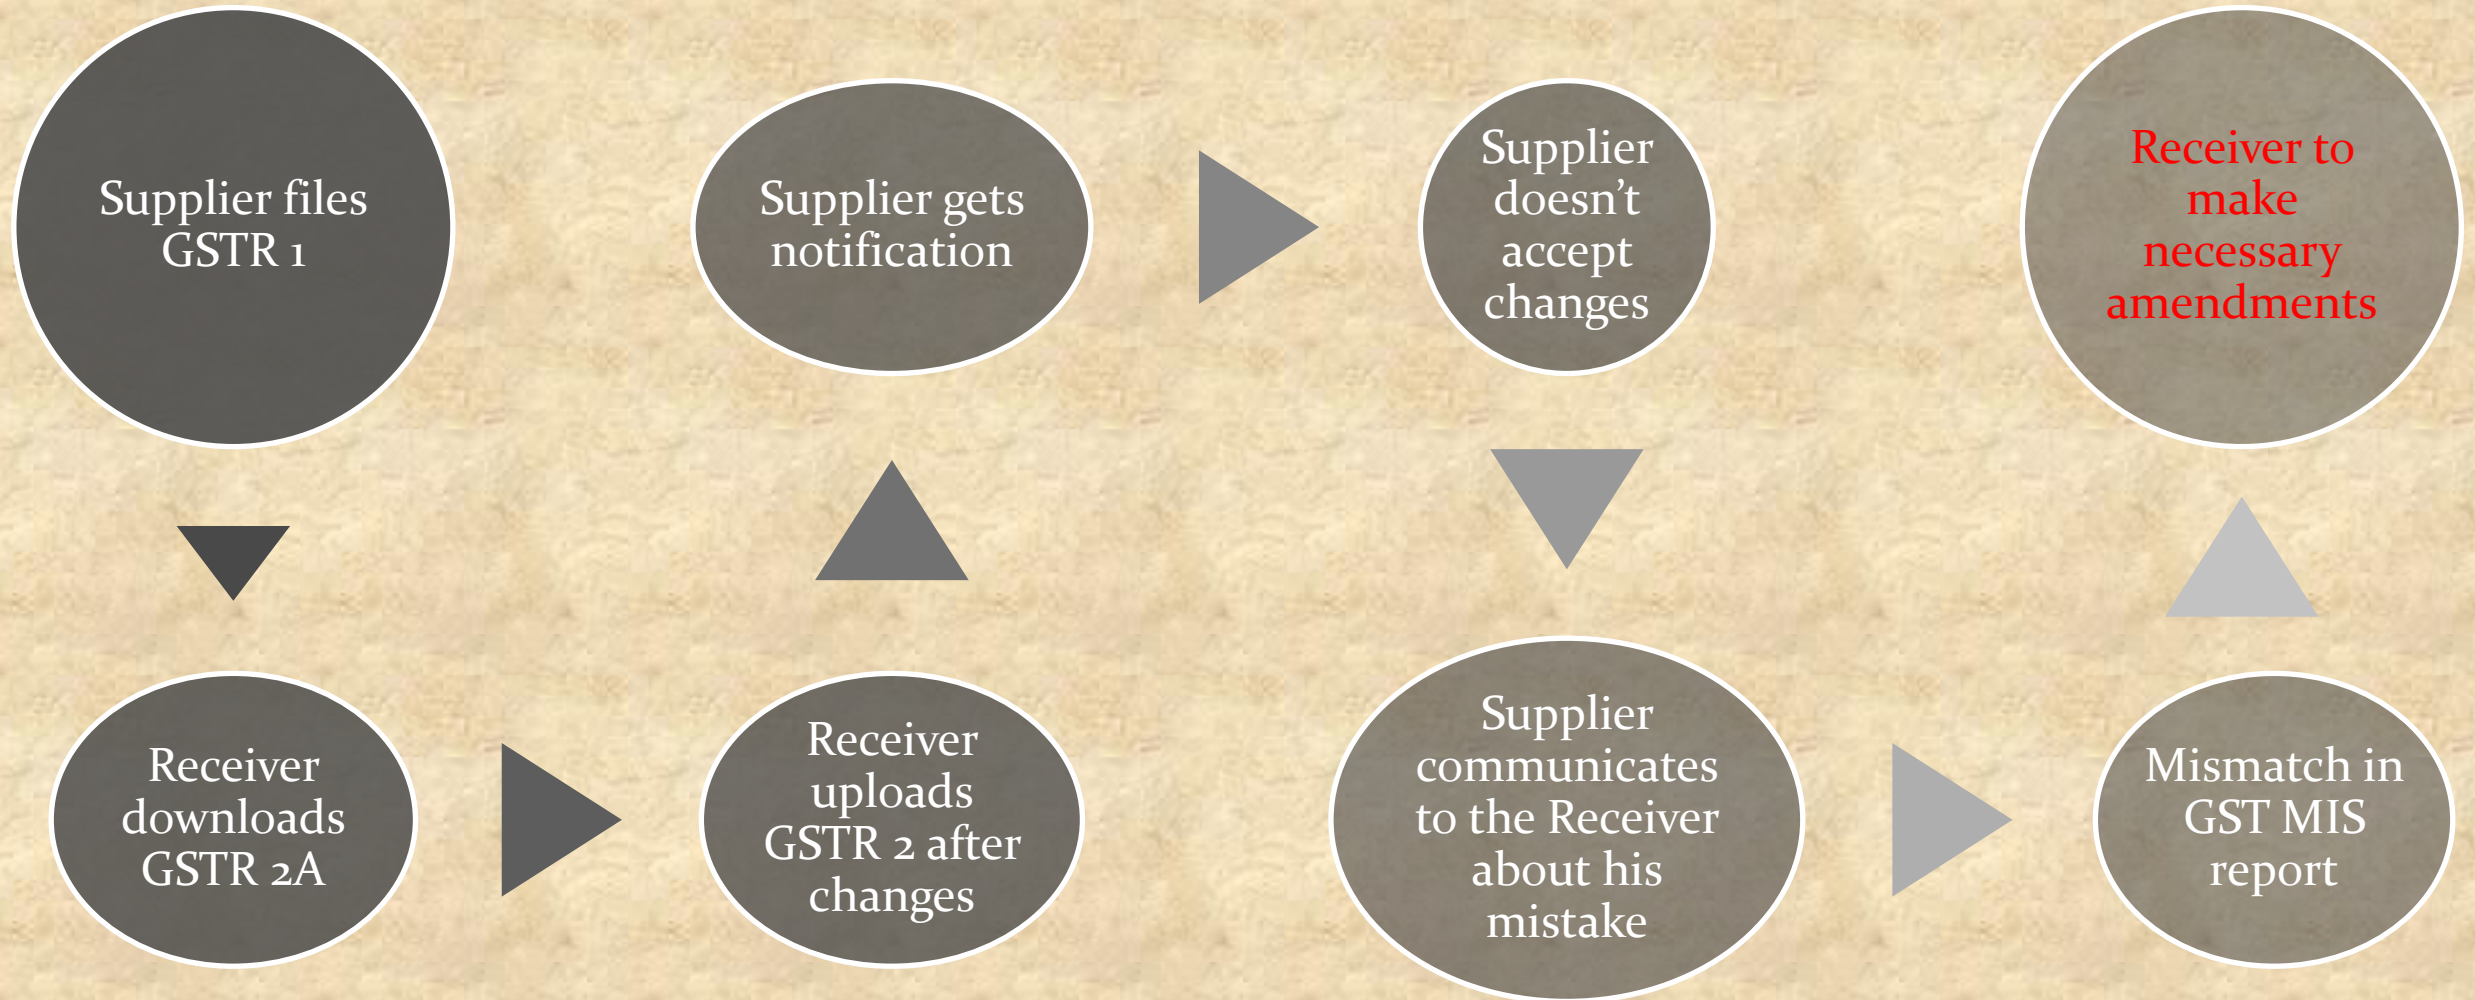 Supplier files
GSTR 1
Receiver
downloads
GSTR 2A
Receiver
uploads
GSTR 2 after
changes
Supplier gets
notification
Supplier
doesn’t
accept
changes
Supplier
communicates
to the Receiver
about his
mistake
Mismatch in
GST MIS
report
Receiver to
make
necessary
amendments